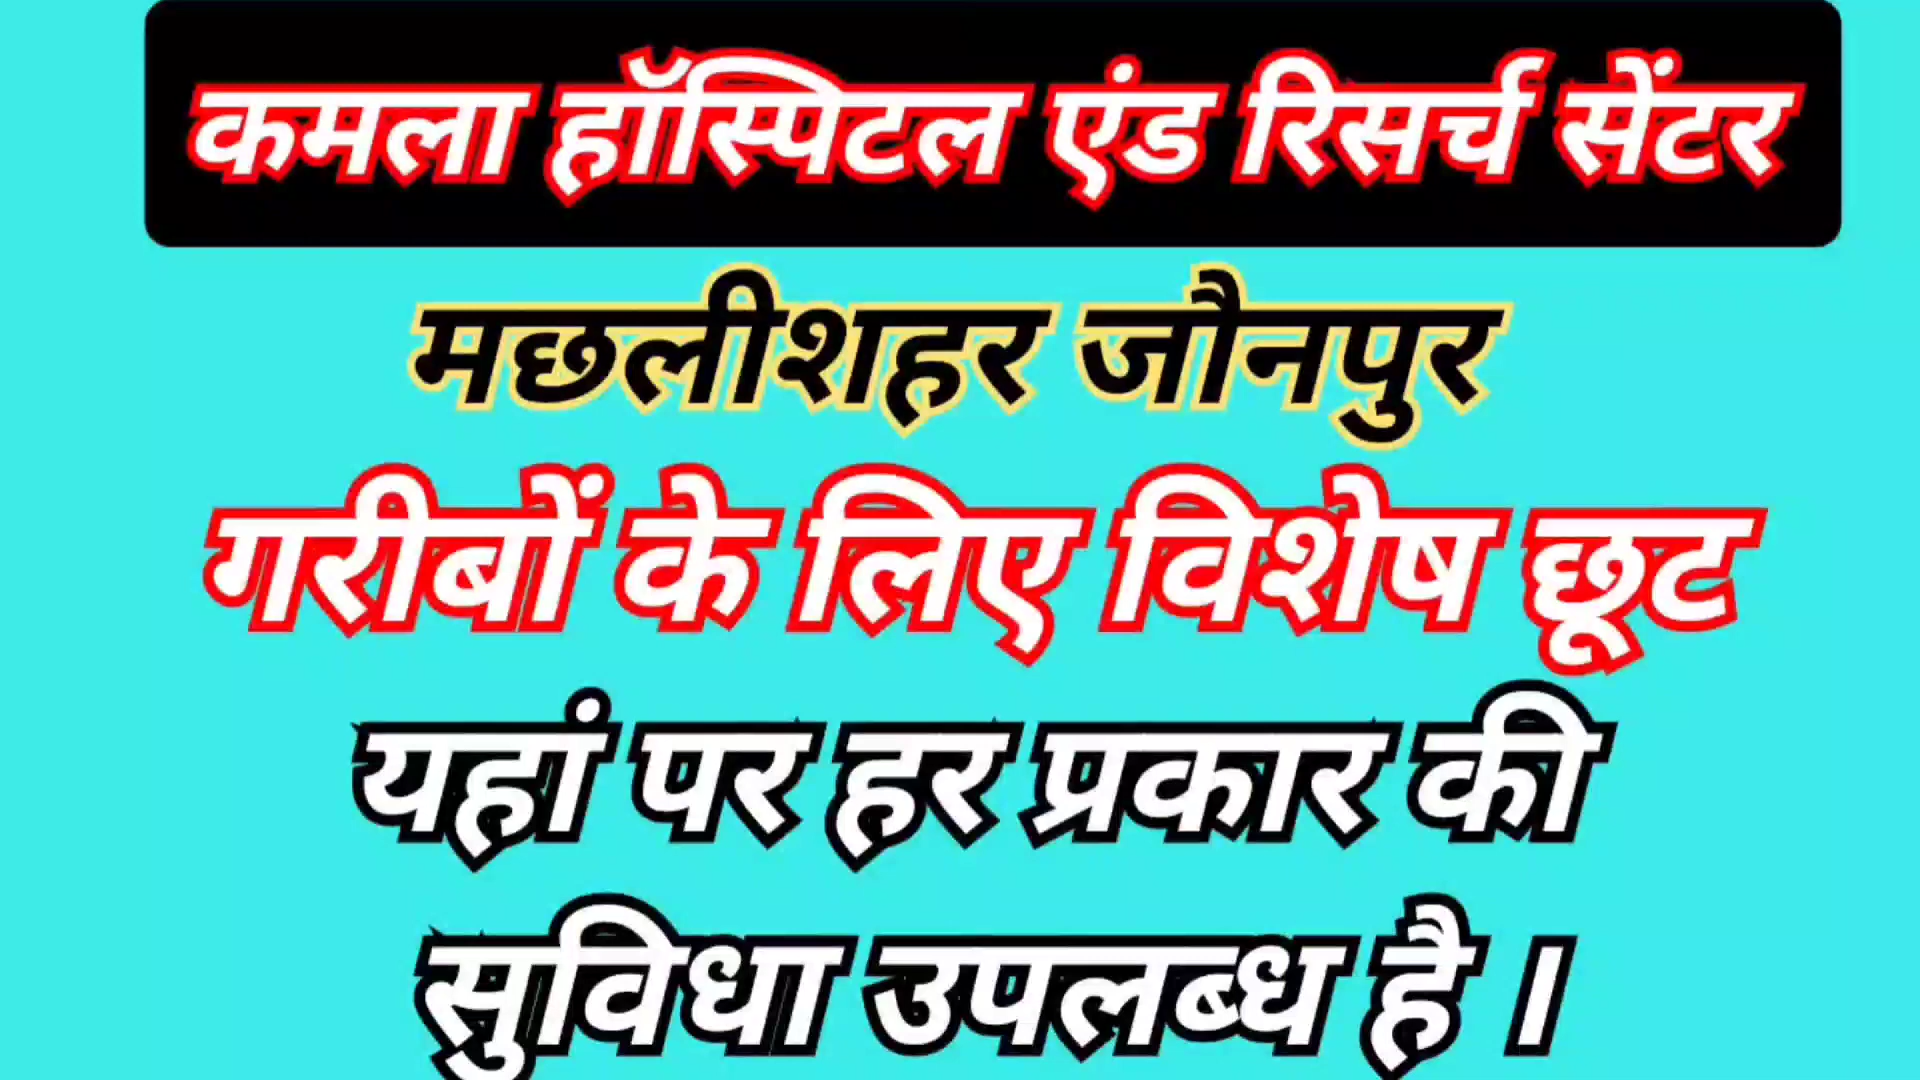 कमला हॉस्पिटल एंड रिसर्च सेंटर
मछलीशहर जौनपुर
गरीबों के लिए विशेष छूट
यहां पर हर प्रकार की
सुविधा उपलब्ध है ।